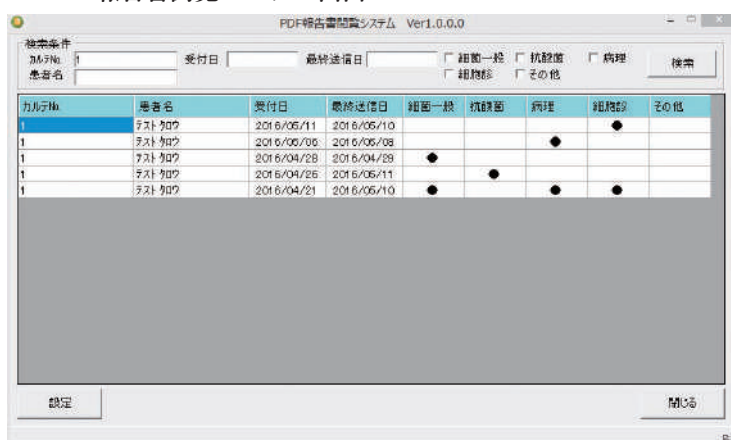 PDF報告書閲覧システム Ver1.0.0.0
検索条件
カルテNo. 1 受付日 最終送信日 細菌一般 抗酸菌 病理 検索
患者名 細胞診 その他
カルテNo. 患者名 受付日 最終送信日 細菌一般 抗酸菌 病理 細胞診 その他
1 テスト タロウ 2016/05/11 2016/05/10 ●
1 テスト タロウ 2016/05/06 2016/05/08 ●
1 テスト タロウ 2016/04/28 2016/04/29 ●
1 テスト タロウ 2016/04/26 2016/05/11 ●
1 テスト タロウ 2016/04/21 2016/05/10 ● ● ●
設定 閉じる